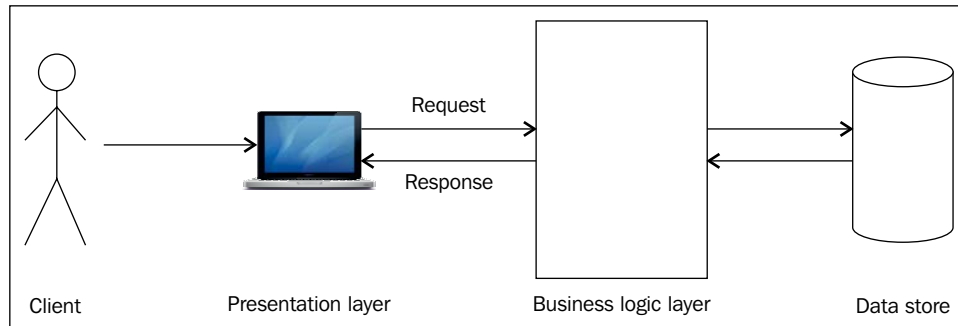 Request
Response
Client
Presentation layer
Business logic layer
Data store